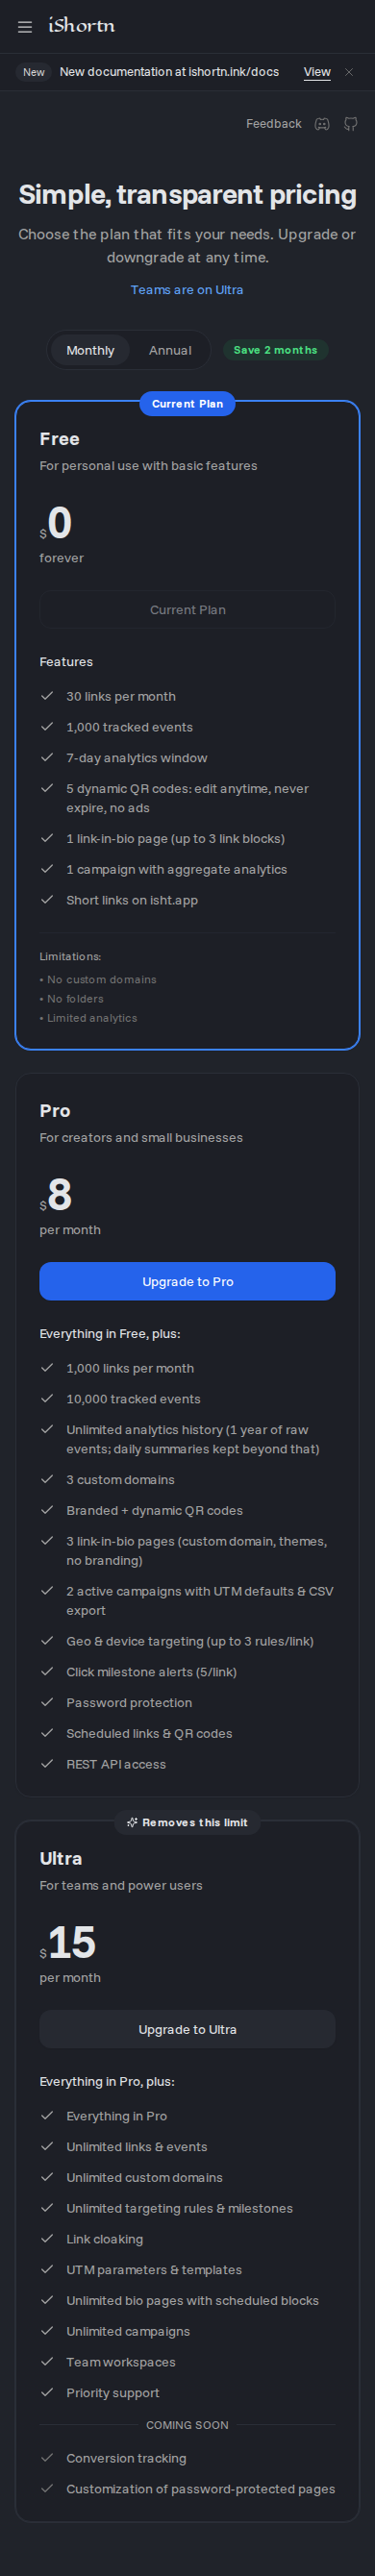 iShortn
New New documentation at ishortn.ink/docs View
Feedback
Simple, transparent pricing
Choose the plan that fits your needs. Upgrade or
downgrade at any time.
Teams are on Ultra
Monthly Annual Save 2 months
Current Plan
Free
For personal use with basic features
$0
forever
Current Plan
Features
30 links per month
1,000 tracked events
7-day analytics window
5 dynamic QR codes: edit anytime, never
expire, no ads
1 link-in-bio page (up to 3 link blocks)
1 campaign with aggregate analytics
Short links on isht.app
Limitations:
• No custom domains
• No folders
• Limited analytics
Pro
For creators and small businesses
$8
per month
Upgrade to Pro
Everything in Free, plus:
1,000 links per month
10,000 tracked events
Unlimited analytics history (1 year of raw
events; daily summaries kept beyond that)
3 custom domains
Branded + dynamic QR codes
3 link-in-bio pages (custom domain, themes,
no branding)
2 active campaigns with UTM defaults & CSV
export
Geo & device targeting (up to 3 rules/link)
Click milestone alerts (5/link)
Password protection
Scheduled links & QR codes
REST API access
Removes this limit
Ultra
For teams and power users
$15
per month
Upgrade to Ultra
Everything in Pro, plus:
Everything in Pro
Unlimited links & events
Unlimited custom domains
Unlimited targeting rules & milestones
Link cloaking
UTM parameters & templates
Unlimited bio pages with scheduled blocks
Unlimited campaigns
Team workspaces
Priority support
COMING SOON
Conversion tracking
Customization of password-protected pages